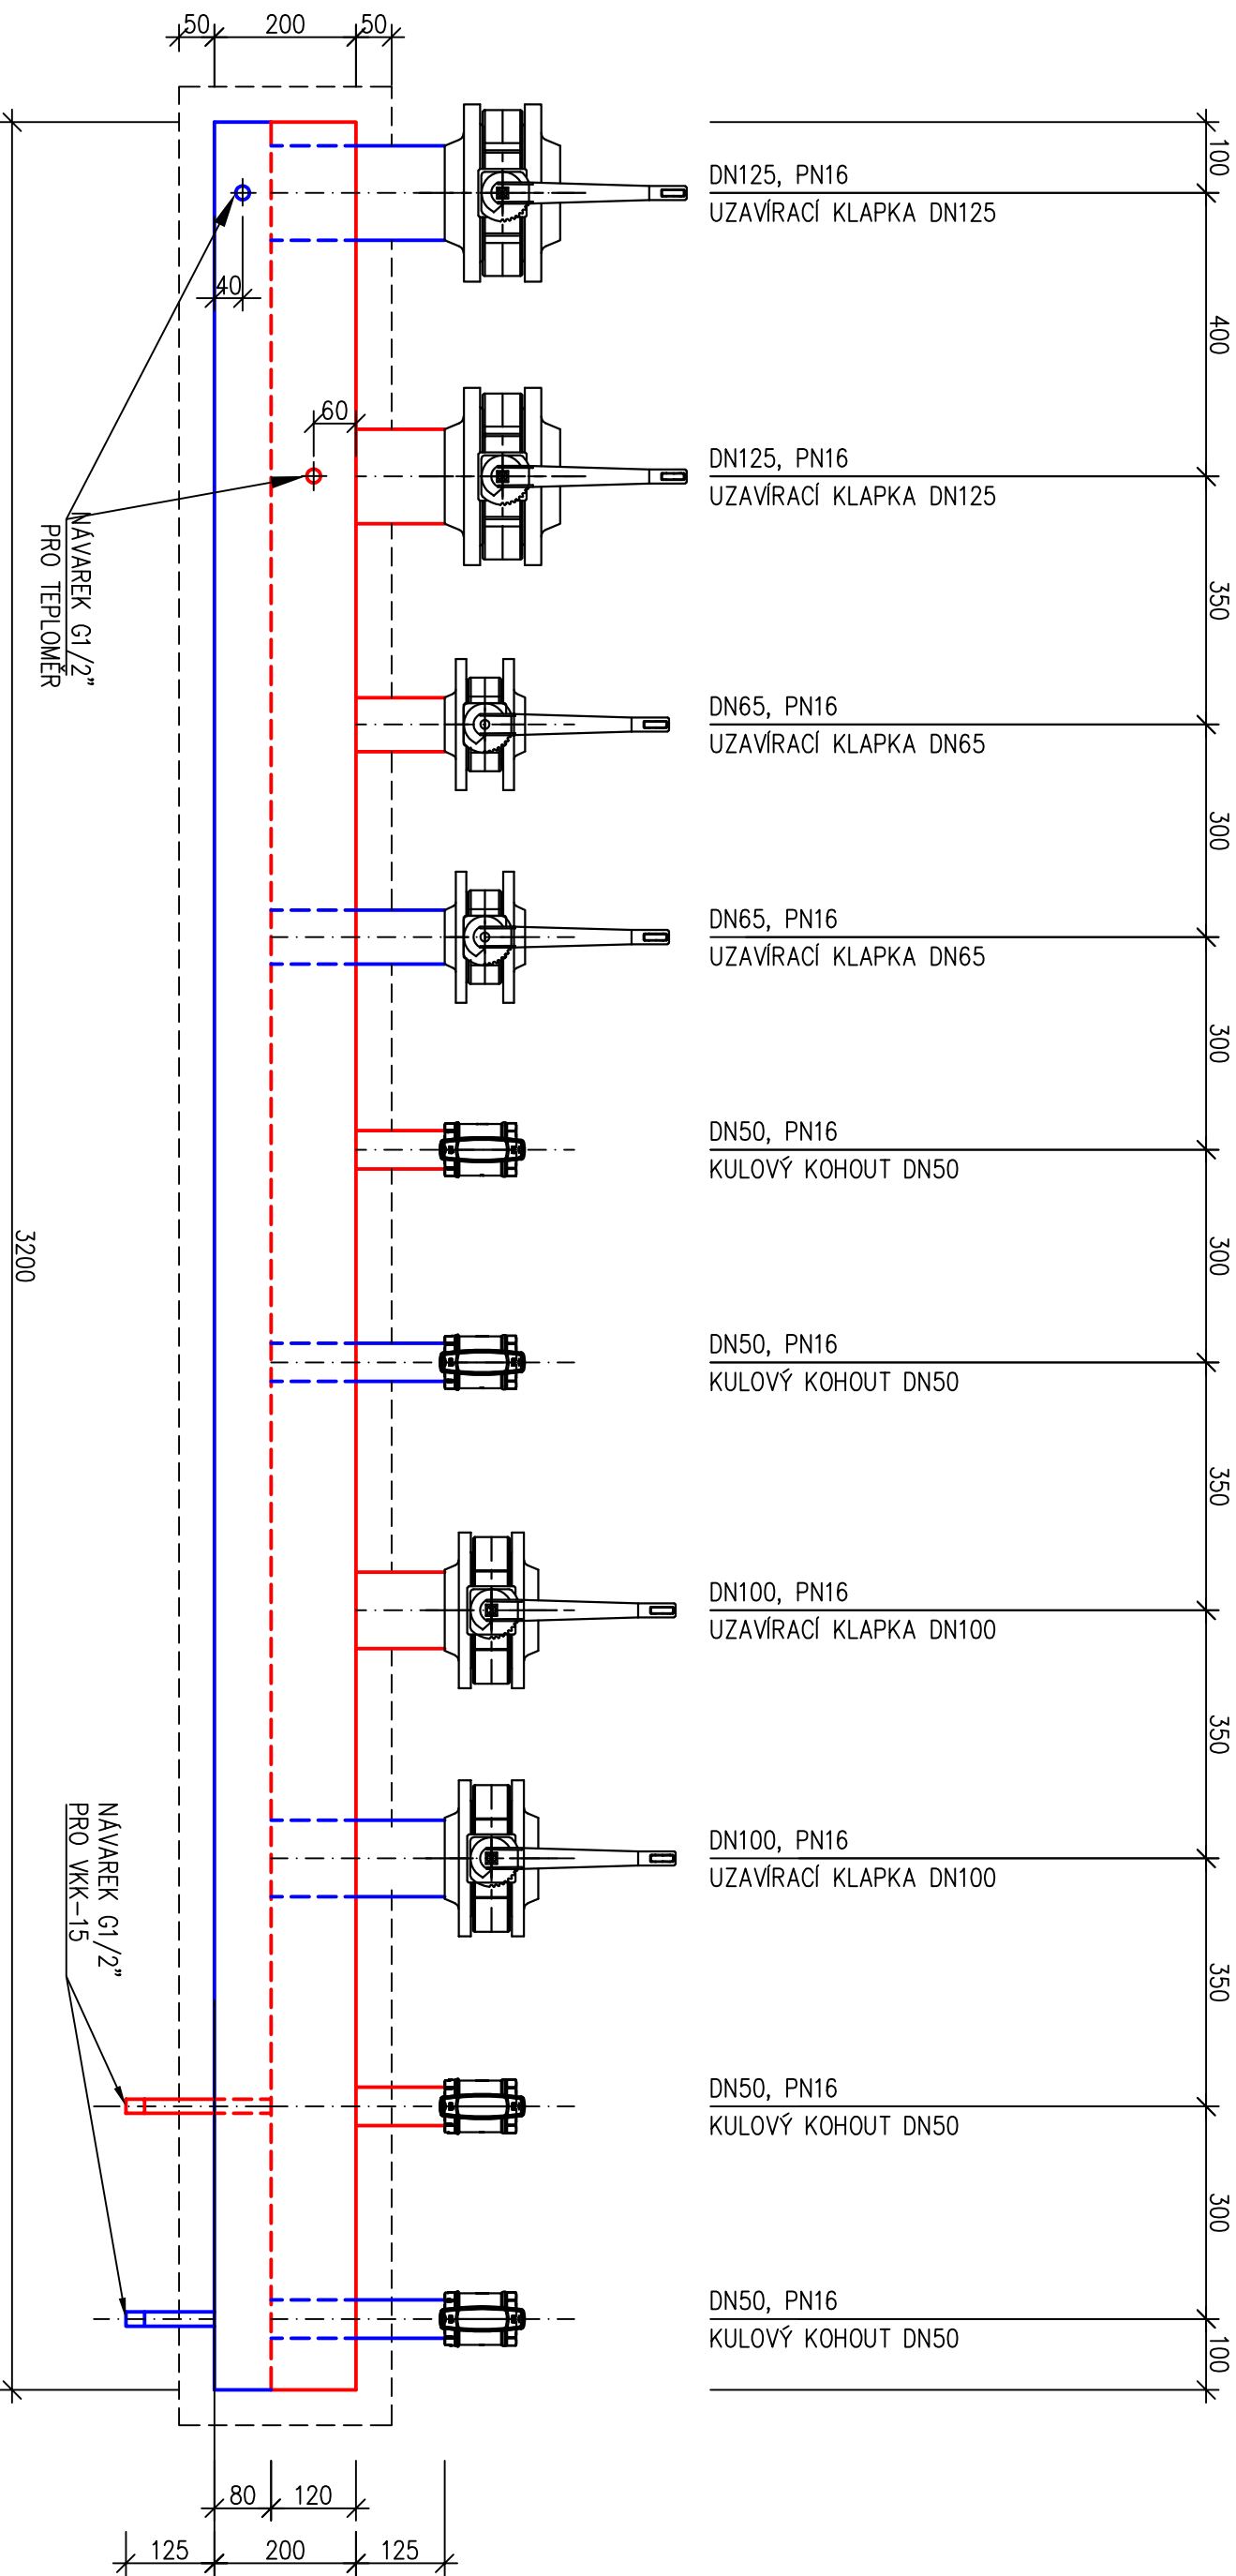 50
200
50
100
DN125, PN16
UZAVÍRACÍ KLAPKA DN125
40
400
60
DN125, PN16
UZAVÍRACÍ KLAPKA DN125
NÁVAREK G1/2"
PRO TEPLOMĚR
350
DN65, PN16
UZAVÍRACÍ KLAPKA DN65
300
DN65, PN16
UZAVÍRACÍ KLAPKA DN65
300
DN50, PN16
KULOVÝ KOHOUT DN50
3200
300
DN50, PN16
KULOVÝ KOHOUT DN50
350
DN100, PN16
UZAVÍRACÍ KLAPKA DN100
350
DN100, PN16
UZAVÍRACÍ KLAPKA DN100
NÁVAREK G1/2"
PRO VKK-15
350
DN50, PN16
KULOVÝ KOHOUT DN50
300
DN50, PN16
KULOVÝ KOHOUT DN50
100
80
120
125
200
125